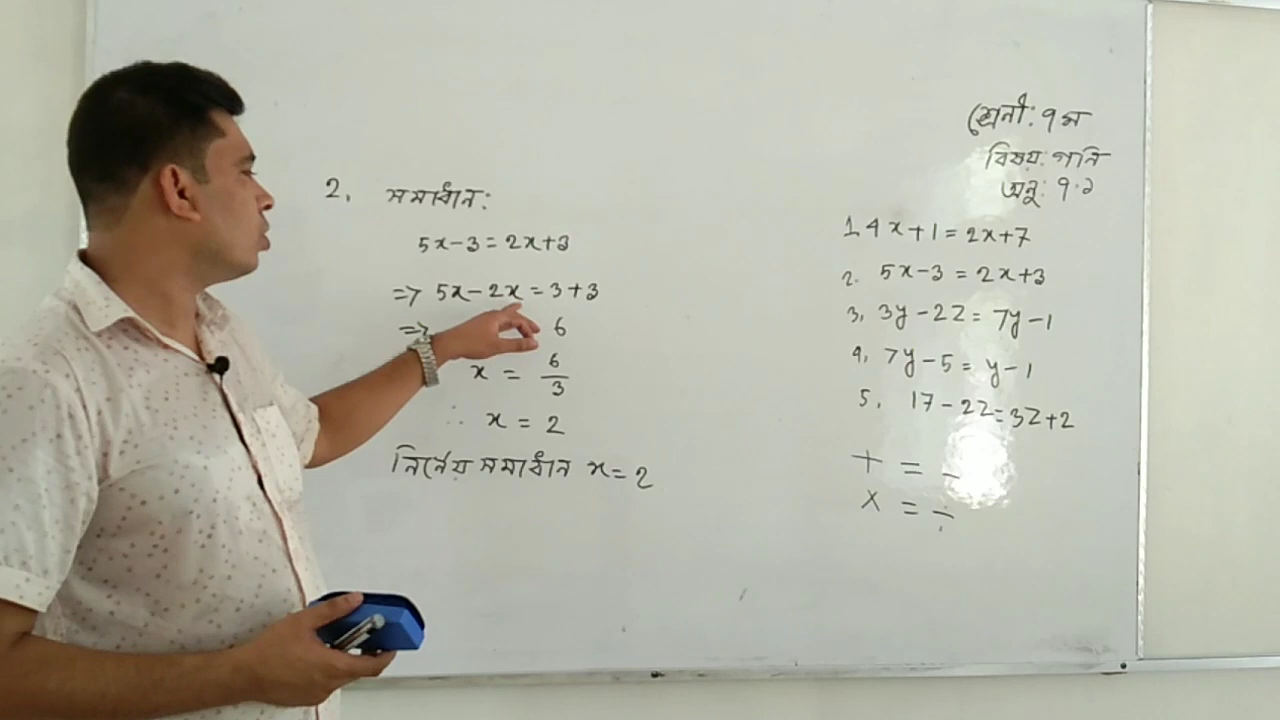 2. সমাধান:
5x-3=2x+3
=> 5x-2x=3+3
=> 6
x = 6/3
∴ x = 2
নির্ণেয় সমাধান x=2
শ্রেনী: ৭ম
বিষয়: গনি
অনু: ৭.১
1. 4x+1=2x+7
2. 5x-3=2x+3
3, 3y-22=7y-1
4, 7y-5=y-1
5. 17-2z=3z+2
+ = -
× = ÷